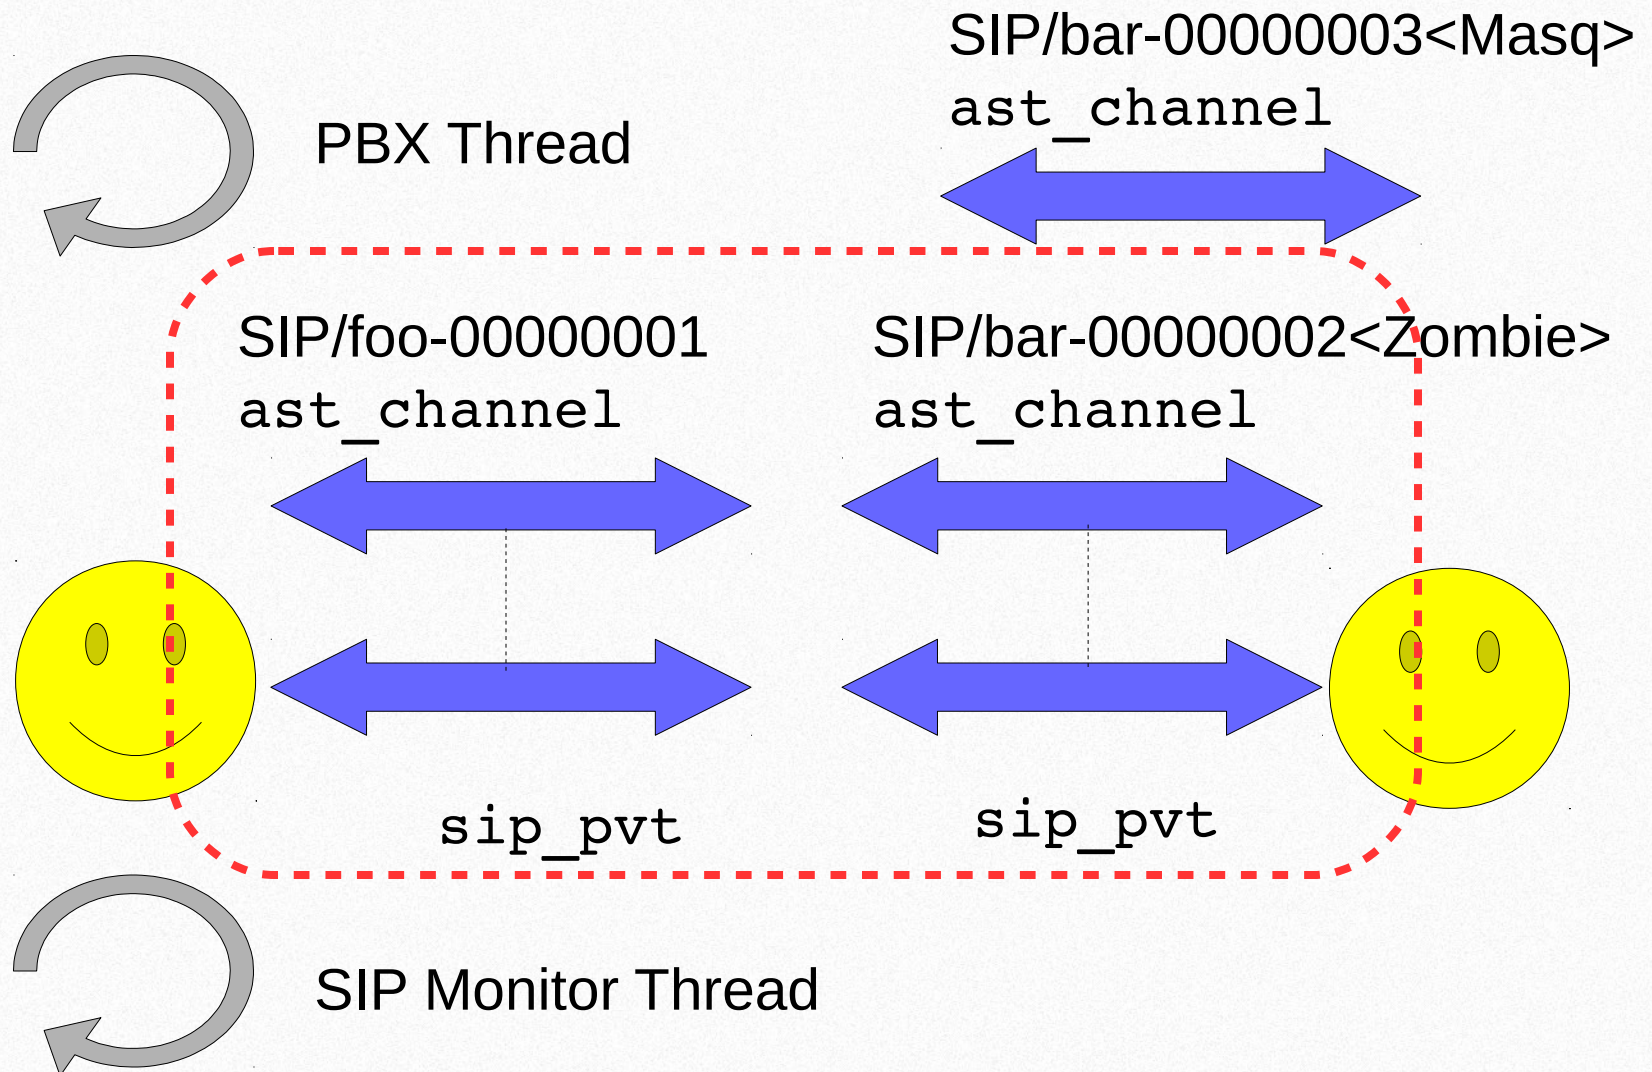 SIP/bar-00000003<Masq>
ast_channel
PBX Thread
SIP/foo-00000001
ast_channel
SIP/bar-00000002<Zombie>
ast_channel
sip_pvt
sip_pvt
SIP Monitor Thread